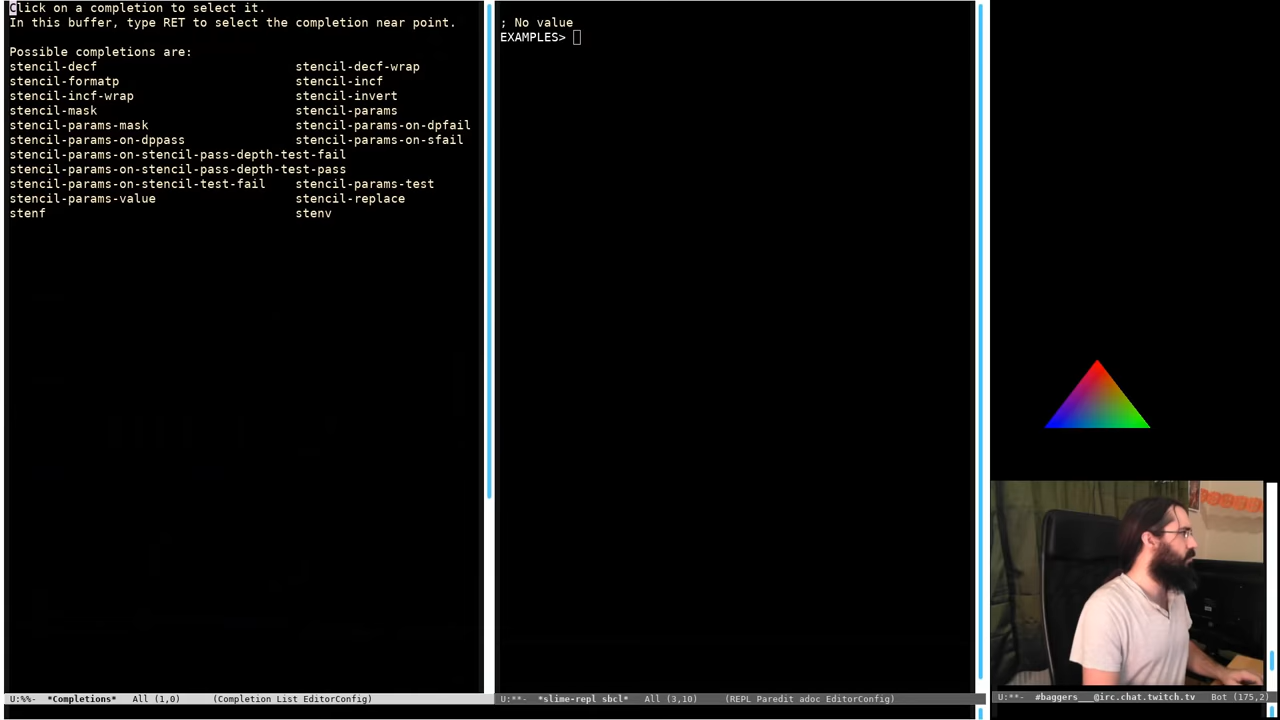 Click on a completion to select it.
In this buffer, type RET to select the completion near point.
Possible completions are:
stencil-decf stencil-decf-wrap
stencil-formatp stencil-incf
stencil-incf-wrap stencil-invert
stencil-mask stencil-params
stencil-params-mask stencil-params-on-dpfail
stencil-params-on-dppass stencil-params-on-sfail
stencil-params-on-stencil-pass-depth-test-fail
stencil-params-on-stencil-pass-depth-test-pass
stencil-params-on-stencil-test-fail stencil-params-test
stencil-params-value stencil-replace
stenf stenv
U:%%- *Completions* All (1,0) (Completion List EditorConfig)
; No value
EXAMPLES>
U:**- *slime-repl sbcl* All (3,10) (REPL Paredit adoc EditorConfig)
U:**- #baggers___@irc.chat.twitch.tv Bot (175,2)